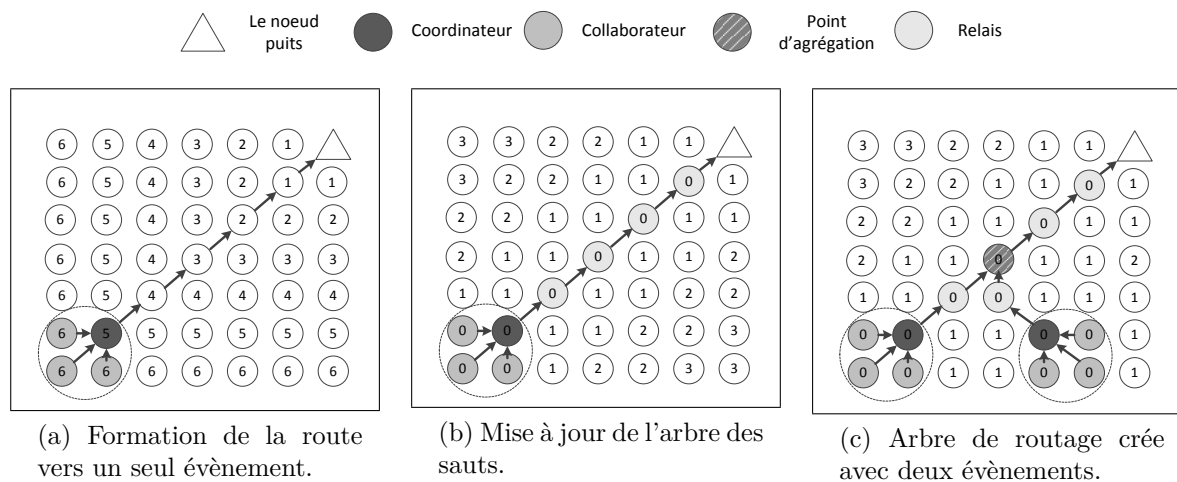 Le noeud
puits
Coordinateur
Collaborateur
Point
d'agrégation
Relais
6 5 4 3 2 1
6 5 4 3 2 1 1
6 5 4 3 2 2 2
6 5 4 3 3 3 3
6 5 4 4 4 4 4
6 5 5 5 5 5 5
6 6 6 6 6 6 6
(a) Formation de la route
vers un seul évènement.
3 3 2 2 1 1
3 2 2 1 1 0 1
2 2 1 1 0 1 1
2 1 1 0 1 1 2
1 1 0 1 1 2 2
0 0 1 1 2 2 3
0 0 1 2 2 3 3
(b) Mise à jour de l'arbre des
sauts.
3 3 2 2 1 1
3 2 2 1 1 0 1
2 2 1 1 0 1 1
2 1 1 0 1 1 2
1 1 0 0 1 1 1
0 0 1 1 0 0 1
0 0 1 1 0 0 1
(c) Arbre de routage crée
avec deux évènements.